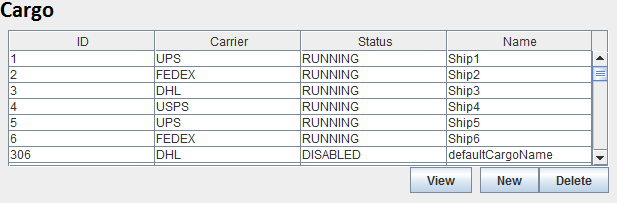 Cargo
ID Carrier Status Name
1 UPS RUNNING Ship1
2 FEDEX RUNNING Ship2
3 DHL RUNNING Ship3
4 USPS RUNNING Ship4
5 UPS RUNNING Ship5
6 FEDEX RUNNING Ship6
306 DHL DISABLED defaultCargoName
View New Delete